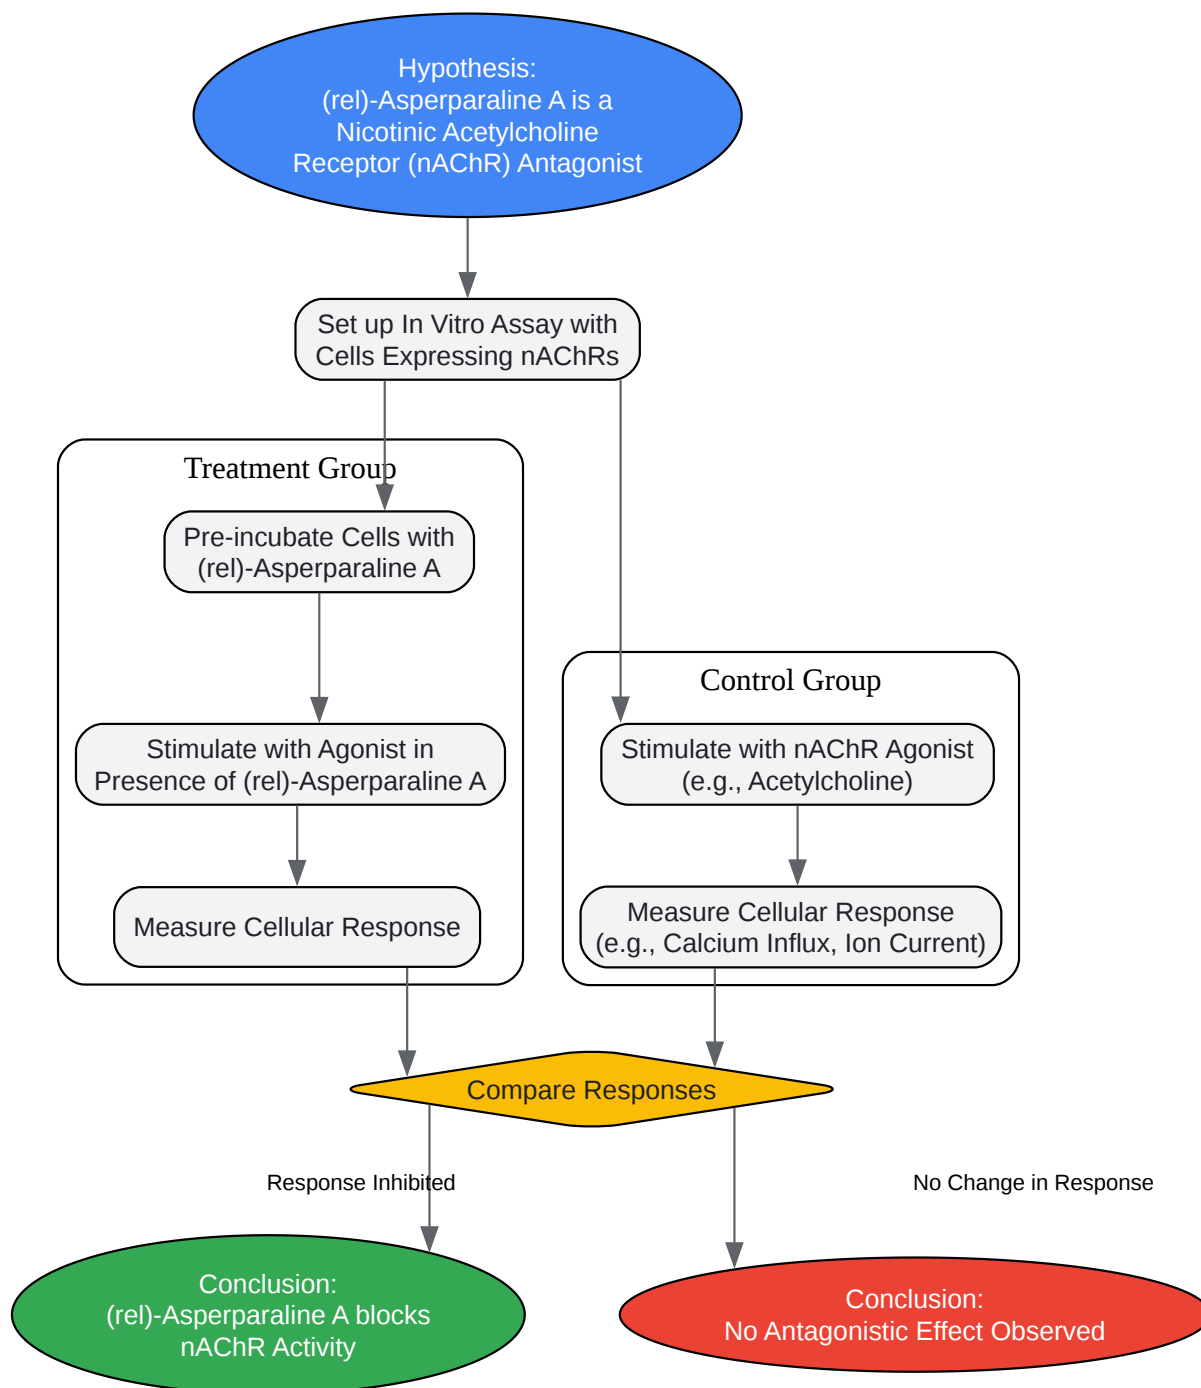 Hypothesis:
(rel)-Asperparaline A is a
Nicotinic Acetylcholine
Receptor (nAChR) Antagonist
Set up In Vitro Assay with
Cells Expressing nAChRs
Treatment Group
Pre-incubate Cells with
(rel)-Asperparaline A
Stimulate with Agonist in
Presence of (rel)-Asperparaline A
Measure Cellular Response
Control Group
Stimulate with nAChR Agonist
(e.g., Acetylcholine)
Measure Cellular Response
(e.g., Calcium Influx, Ion Current)
Compare Responses
Response Inhibited
No Change in Response
Conclusion:
(rel)-Asperparaline A blocks
nAChR Activity
Conclusion:
No Antagonistic Effect Observed